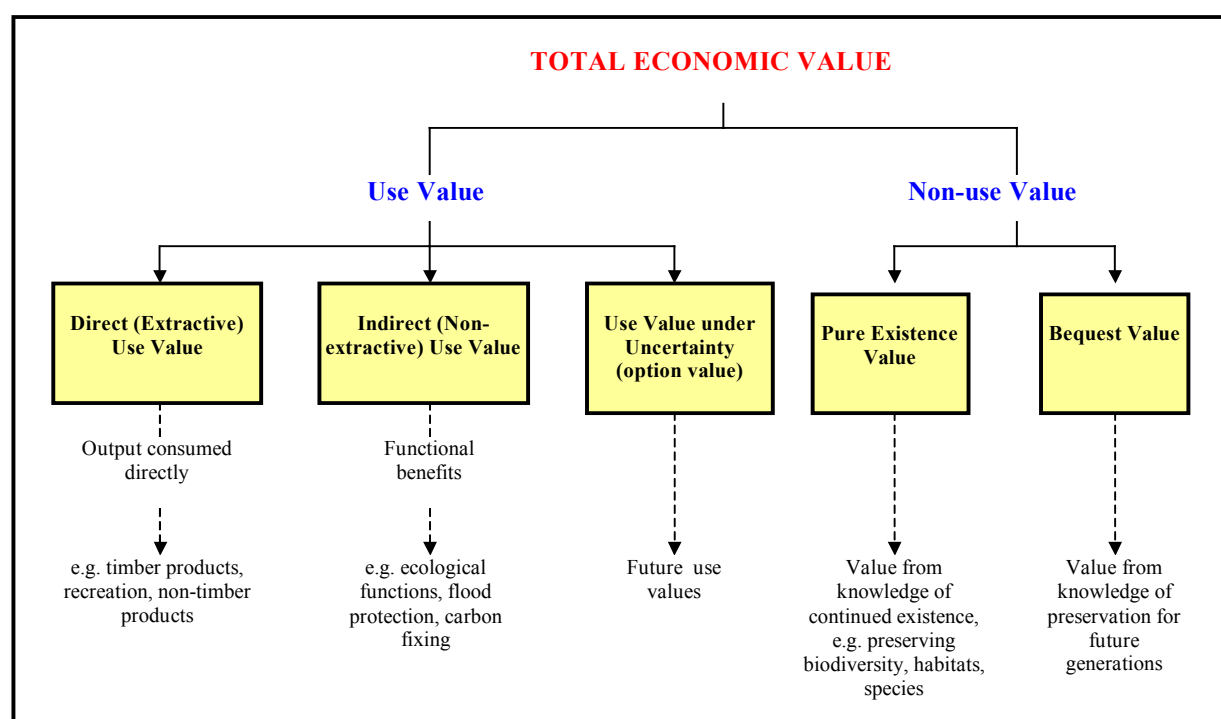 TOTAL ECONOMIC VALUE
Use Value
Non-use Value
Direct (Extractive)
Use Value
Indirect (Non-
extractive) Use Value
Use Value under
Uncertainty
(option value)
Pure Existence
Value
Bequest Value
Output consumed
directly
Functional
benefits
e.g. timber products,
recreation, non-timber
products
e.g. ecological
functions, flood
protection, carbon
fixing
Future use
values
Value from
knowledge of
continued existence,
e.g. preserving
biodiversity, habitats,
species
Value from
knowledge of
preservation for
future
generations